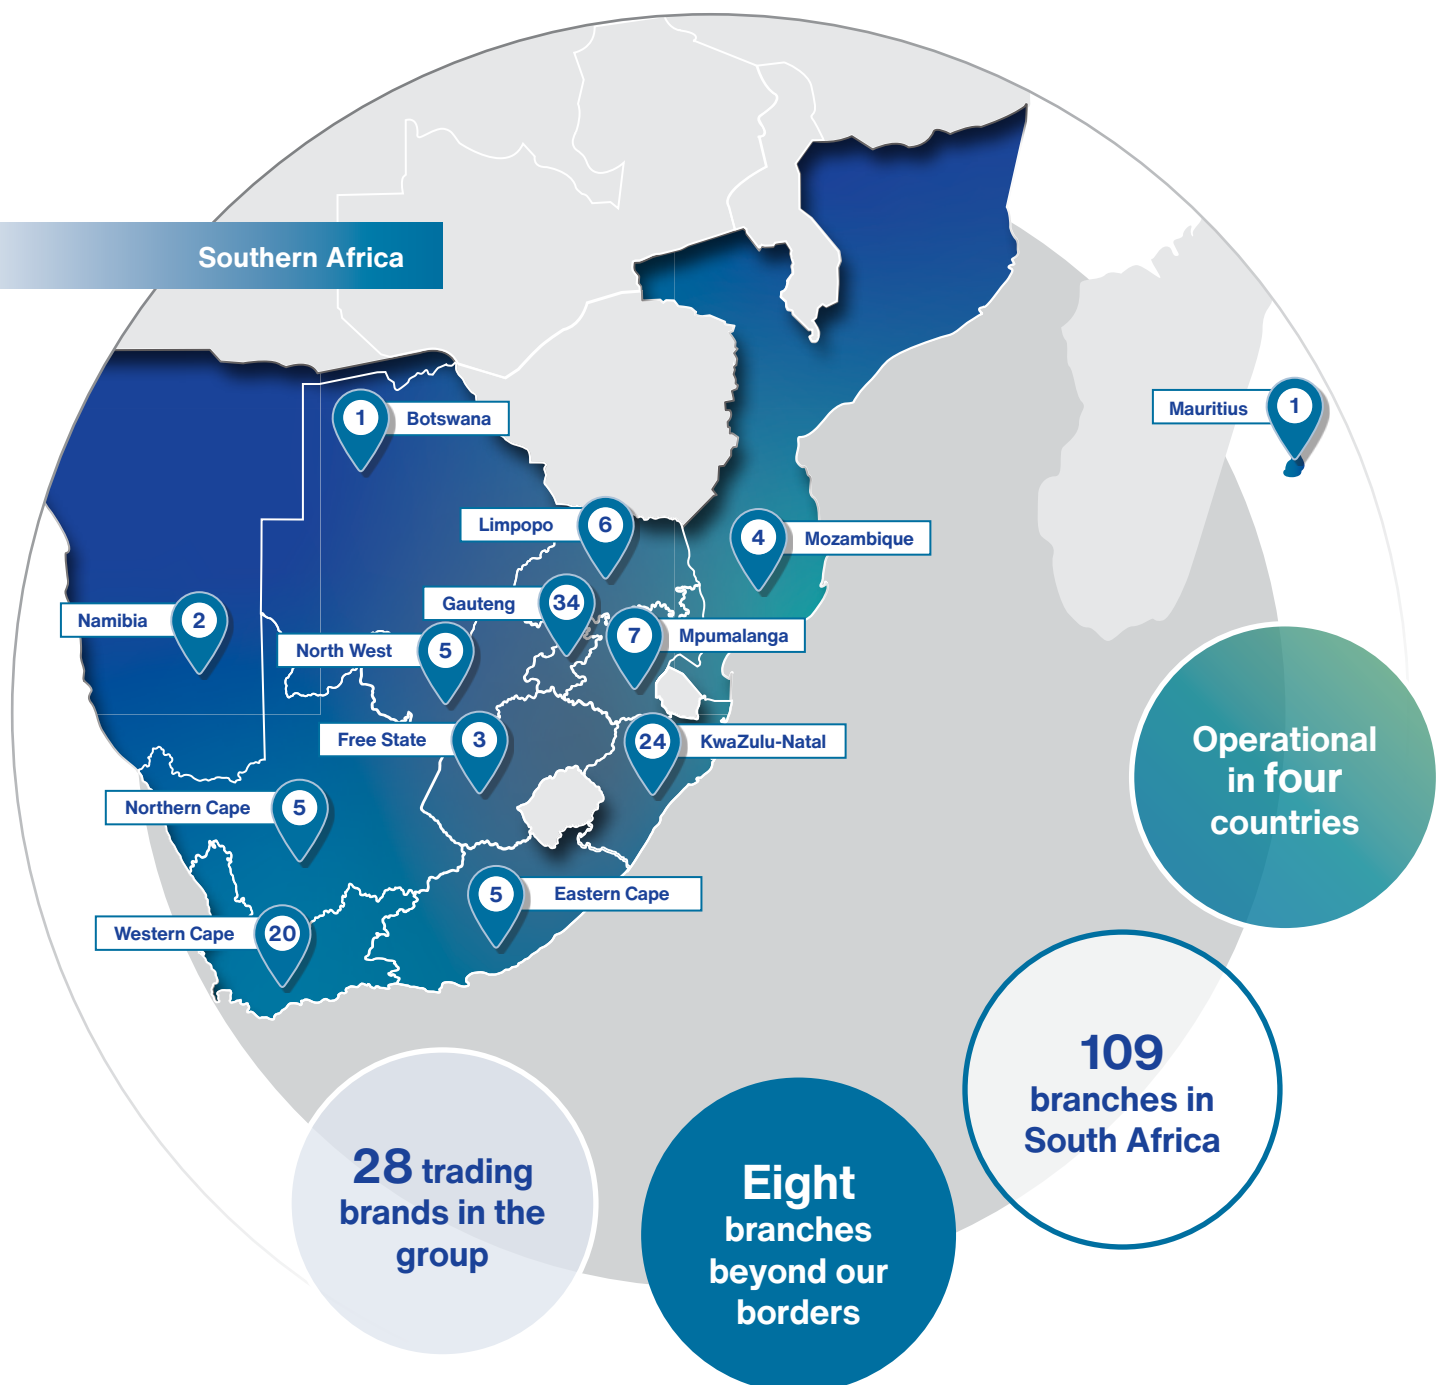 Southern Africa
1
Botswana
Mauritius
1
Limpopo
6
4
Mozambique
Gauteng
34
Namibia
2
North West
5
7
Mpumalanga
Free State
3
24
KwaZulu-Natal
Northern Cape
5
5
Eastern Cape
Western Cape
20
Operational
in four
countries
109
branches in
South Africa
28 trading
brands in the
group
Eight
branches
beyond our
borders